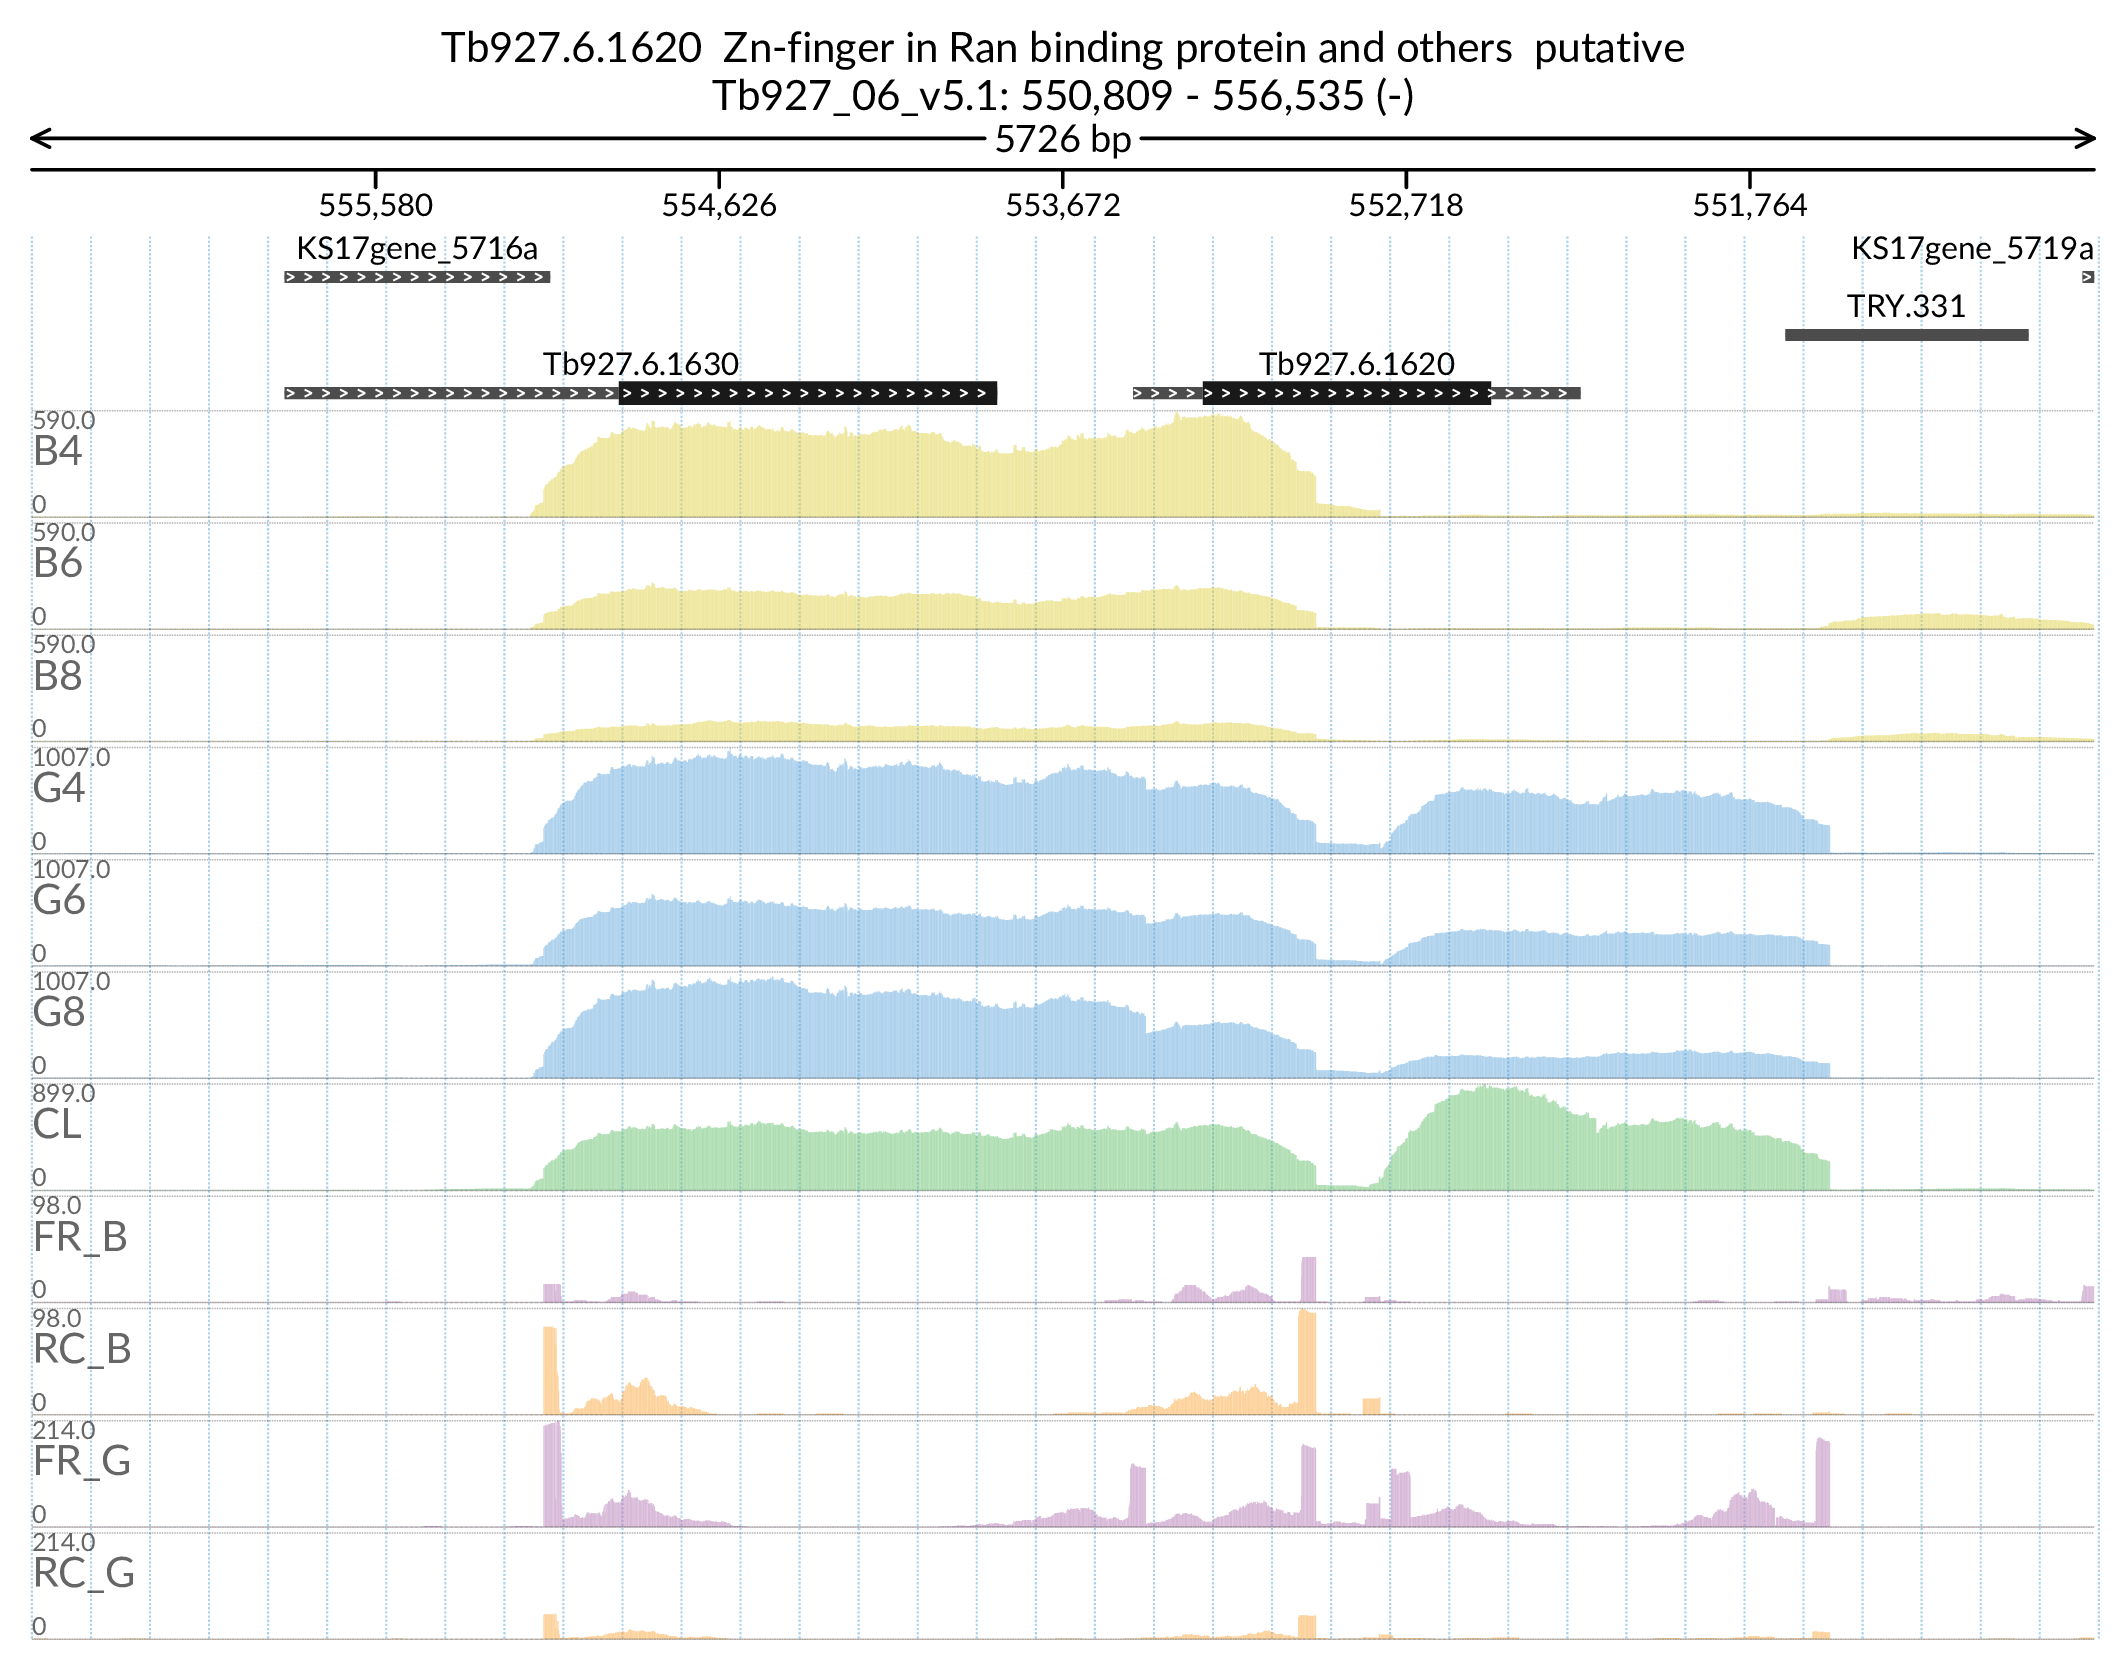 Tb927.6.1620  Zn-finger in Ran binding protein and others  putative
Tb927_06_v5.1: 550,809 - 556,535 (-)
5726 bp
555,580 554,626 553,672 552,718 551,764
KS17gene_5716a KS17gene_5719a
TRY.331
Tb927.6.1630 Tb927.6.1620
590.0
B4
0
590.0
B6
0
590.0
B8
0
1007.0
G4
0
1007.0
G6
0
1007.0
G8
0
899.0
CL
0
98.0
FR_B
0
98.0
RC_B
0
214.0
FR_G
0
214.0
RC_G
0